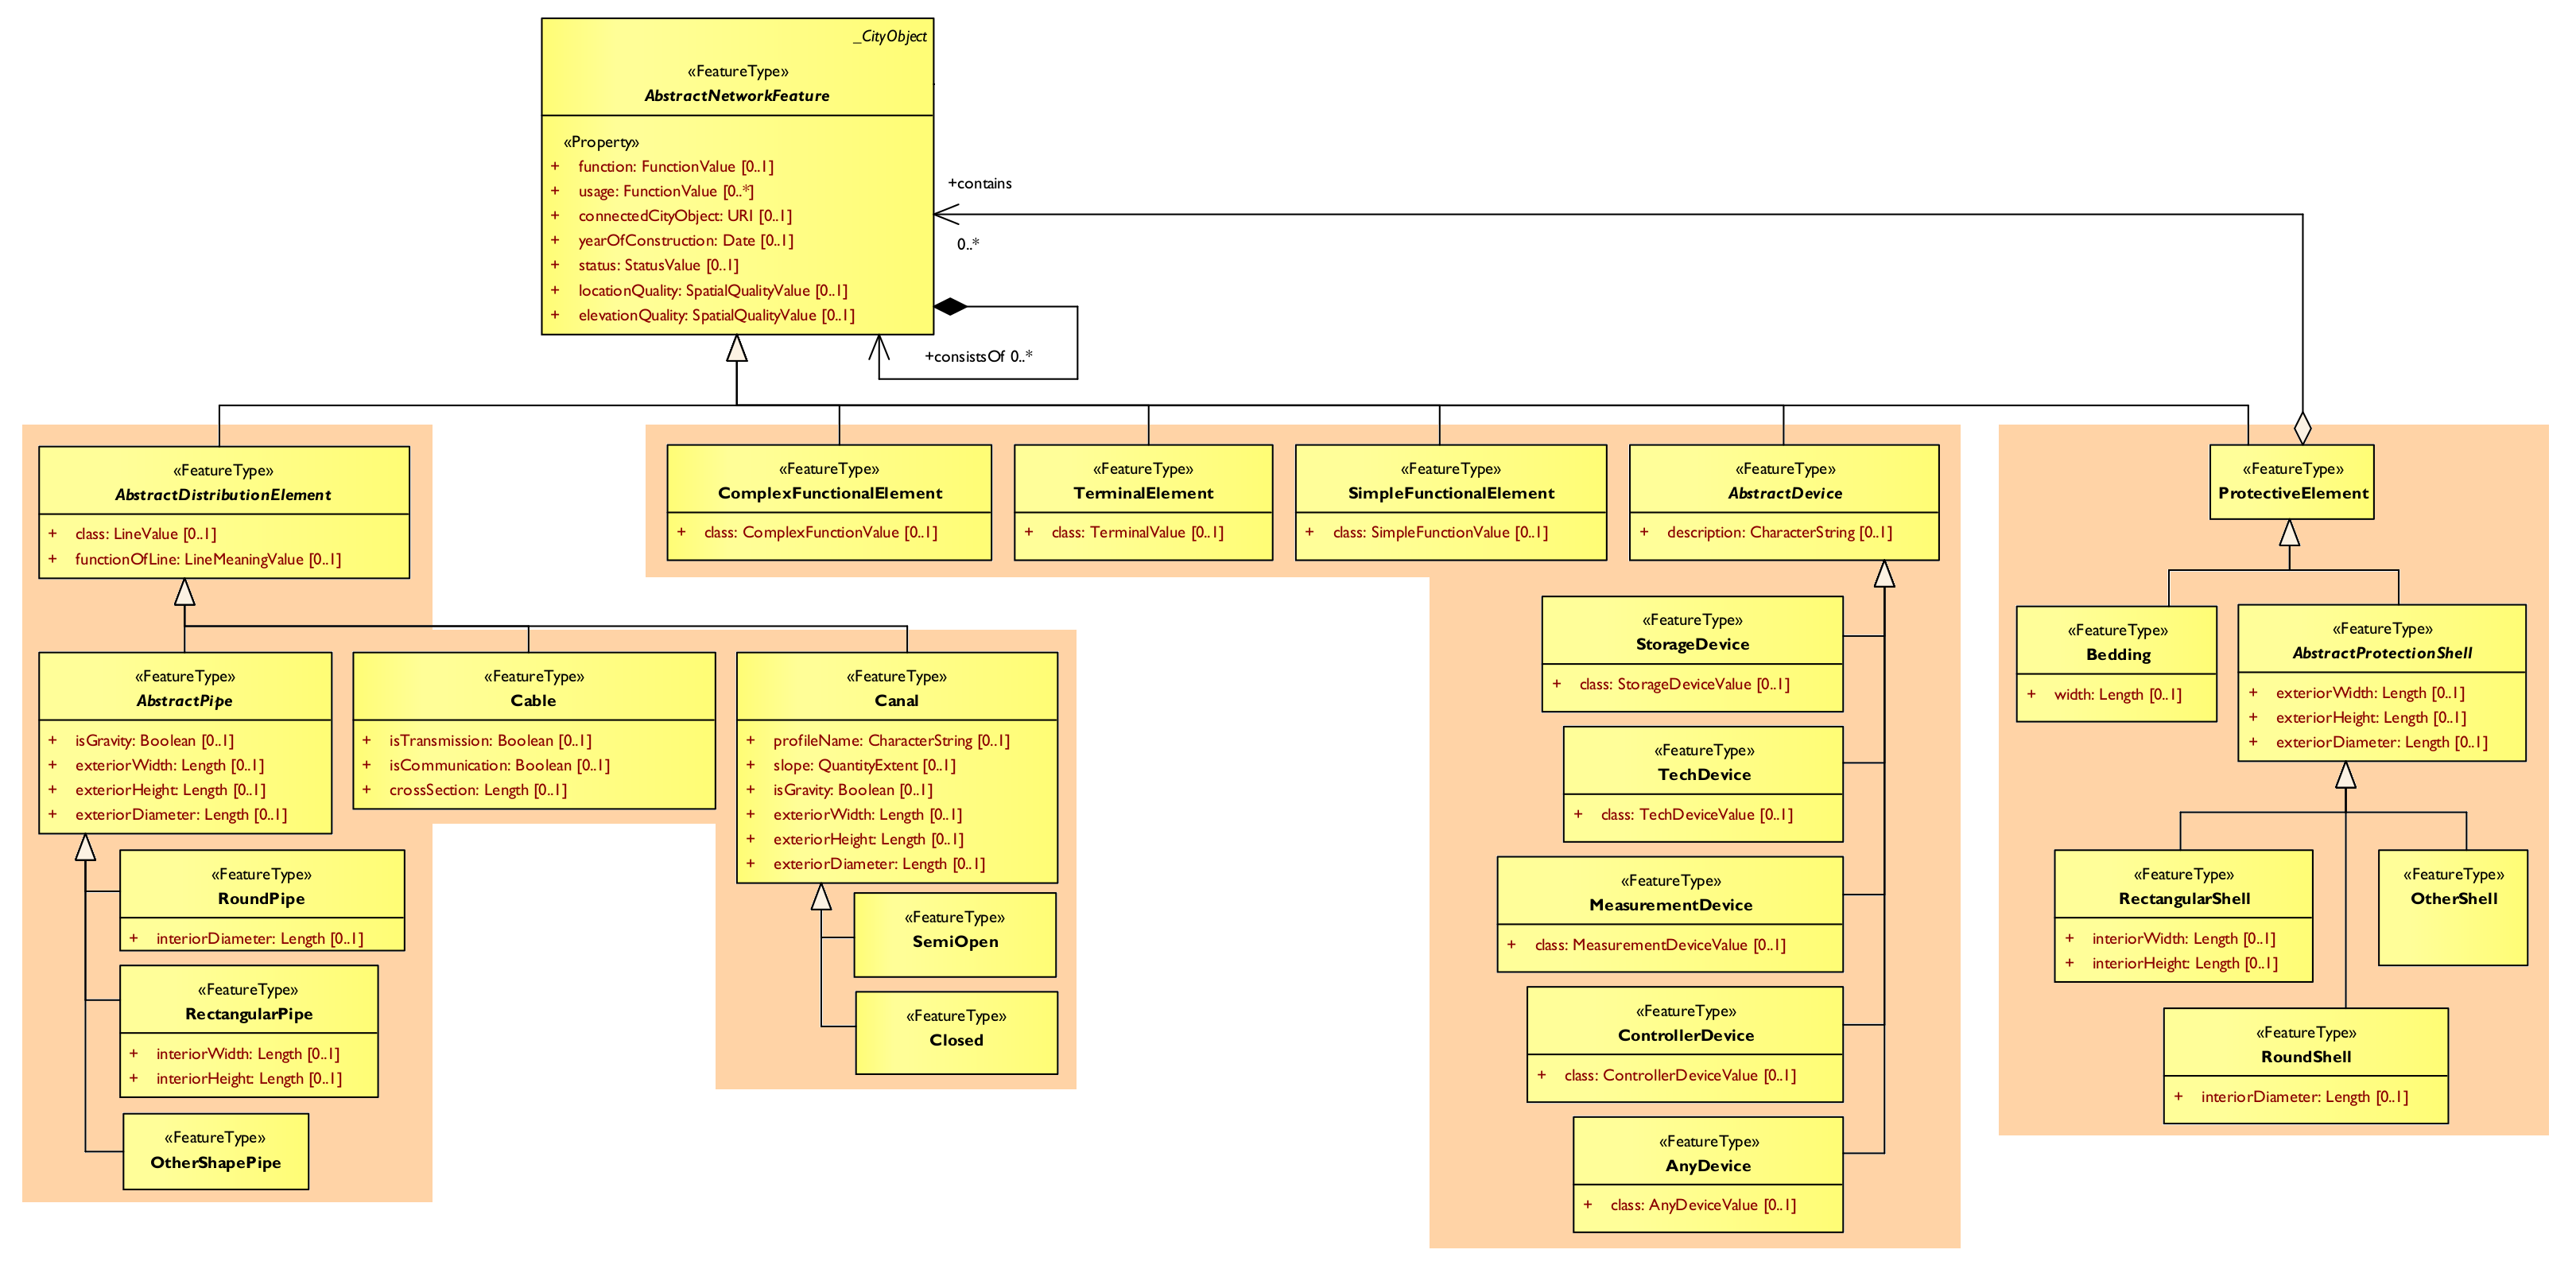 _CityObject
«FeatureType»
AbstractNetworkFeature
«Property»
+ function: FunctionValue [0..1]
+ usage: FunctionValue [0..*]
+ connectedCityObject: URI [0..1]
+ yearOfConstruction: Date [0..1]
+ status: StatusValue [0..1]
+ locationQuality: SpatialQualityValue [0..1]
+ elevationQuality: SpatialQualityValue [0..1]
+contains
0..*
+consistsOf 0..*
«FeatureType»
AbstractDistributionElement
+ class: LineValue [0..1]
+ functionOfLine: LineMeaningValue [0..1]
«FeatureType»
ComplexFunctionalElement
+ class: ComplexFunctionValue [0..1]
«FeatureType»
TerminalElement
+ class: TerminalValue [0..1]
«FeatureType»
SimpleFunctionalElement
+ class: SimpleFunctionValue [0..1]
«FeatureType»
AbstractDevice
+ description: CharacterString [0..1]
«FeatureType»
ProtectiveElement
«FeatureType»
AbstractPipe
+ isGravity: Boolean [0..1]
+ exteriorWidth: Length [0..1]
+ exteriorHeight: Length [0..1]
+ exteriorDiameter: Length [0..1]
«FeatureType»
Cable
+ isTransmission: Boolean [0..1]
+ isCommunication: Boolean [0..1]
+ crossSection: Length [0..1]
«FeatureType»
Canal
+ profileName: CharacterString [0..1]
+ slope: QuantityExtent [0..1]
+ isGravity: Boolean [0..1]
+ exteriorWidth: Length [0..1]
+ exteriorHeight: Length [0..1]
+ exteriorDiameter: Length [0..1]
«FeatureType»
RoundPipe
+ interiorDiameter: Length [0..1]
«FeatureType»
RectangularPipe
+ interiorWidth: Length [0..1]
+ interiorHeight: Length [0..1]
«FeatureType»
OtherShapePipe
«FeatureType»
SemiOpen
«FeatureType»
Closed
«FeatureType»
StorageDevice
+ class: StorageDeviceValue [0..1]
«FeatureType»
TechDevice
+ class: TechDeviceValue [0..1]
«FeatureType»
MeasurementDevice
+ class: MeasurementDeviceValue [0..1]
«FeatureType»
ControllerDevice
+ class: ControllerDeviceValue [0..1]
«FeatureType»
AnyDevice
+ class: AnyDeviceValue [0..1]
«FeatureType»
Bedding
+ width: Length [0..1]
«FeatureType»
AbstractProtectionShell
+ exteriorWidth: Length [0..1]
+ exteriorHeight: Length [0..1]
+ exteriorDiameter: Length [0..1]
«FeatureType»
RectangularShell
+ interiorWidth: Length [0..1]
+ interiorHeight: Length [0..1]
«FeatureType»
OtherShell
«FeatureType»
RoundShell
+ interiorDiameter: Length [0..1]